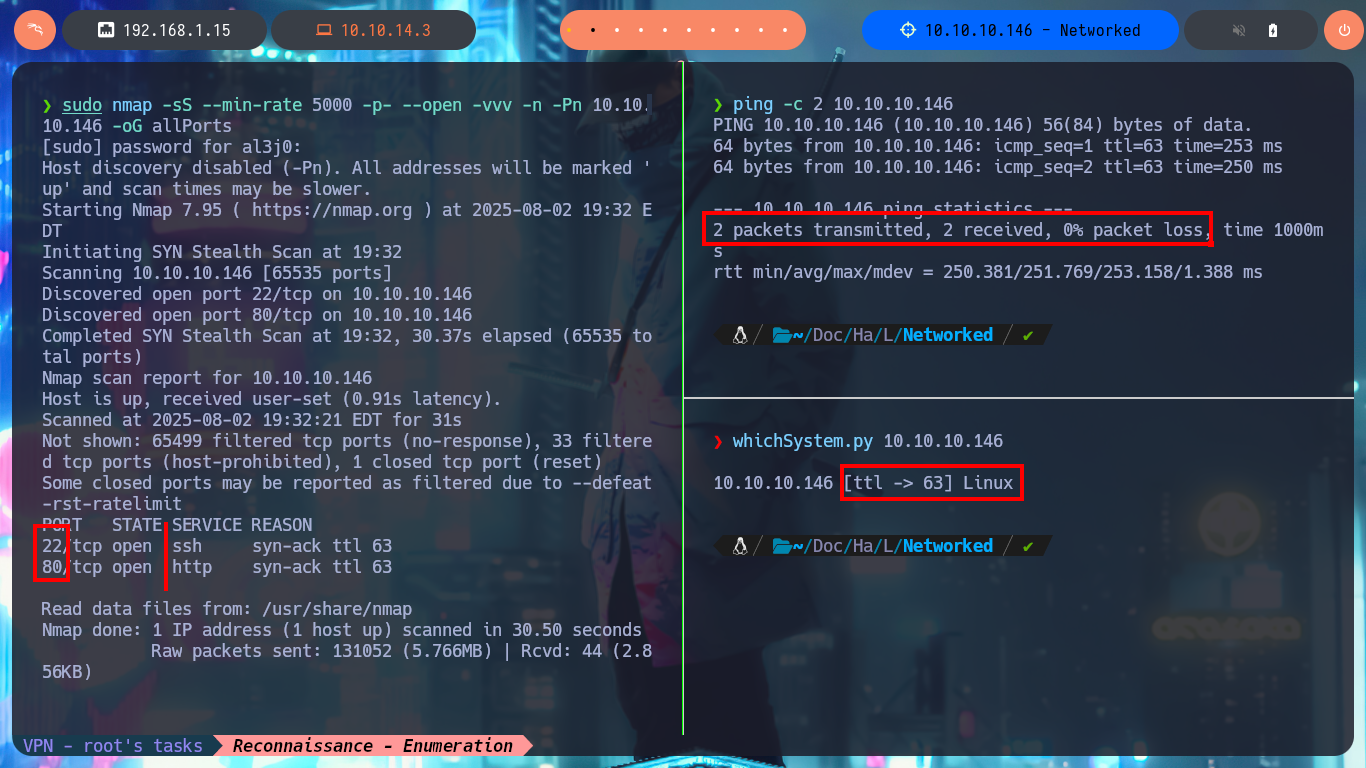 192.168.1.15
10.10.14.3
10.10.10.146 - Networked
❯ sudo nmap -sS --min-rate 5000 -p- --open -vvv -n -Pn 10.10.
10.146 -oG allPorts
[sudo] password for al3j0:
Host discovery disabled (-Pn). All addresses will be marked '
up' and scan times may be slower.
Starting Nmap 7.95 ( https://nmap.org ) at 2025-08-02 19:32 E
DT
Initiating SYN Stealth Scan at 19:32
Scanning 10.10.10.146 [65535 ports]
Discovered open port 22/tcp on 10.10.10.146
Discovered open port 80/tcp on 10.10.10.146
Completed SYN Stealth Scan at 19:32, 30.37s elapsed (65535 to
tal ports)
Nmap scan report for 10.10.10.146
Host is up, received user-set (0.91s latency).
Scanned at 2025-08-02 19:32:21 EDT for 31s
Not shown: 65499 filtered tcp ports (no-response), 33 filtere
d tcp ports (host-prohibited), 1 closed tcp port (reset)
Some closed ports may be reported as filtered due to --defeat
-rst-ratelimit
PORT STATE SERVICE REASON
22/tcp open ssh syn-ack ttl 63
80/tcp open http syn-ack ttl 63
Read data files from: /usr/share/nmap
Nmap done: 1 IP address (1 host up) scanned in 30.50 seconds
Raw packets sent: 131052 (5.766MB) | Rcvd: 44 (2.8
56KB)
❯ ping -c 2 10.10.10.146
PING 10.10.10.146 (10.10.10.146) 56(84) bytes of data.
64 bytes from 10.10.10.146: icmp_seq=1 ttl=63 time=253 ms
64 bytes from 10.10.10.146: icmp_seq=2 ttl=63 time=250 ms
--- 10.10.10.146 ping statistics ---
2 packets transmitted, 2 received, 0% packet loss, time 1000m
s
rtt min/avg/max/mdev = 250.381/251.769/253.158/1.388 ms
~/Doc/Ha/L/Networked ✔
❯ whichSystem.py 10.10.10.146
10.10.10.146 [ttl -> 63] Linux
~/Doc/Ha/L/Networked ✔
VPN - root's tasks
Reconnaissance - Enumeration